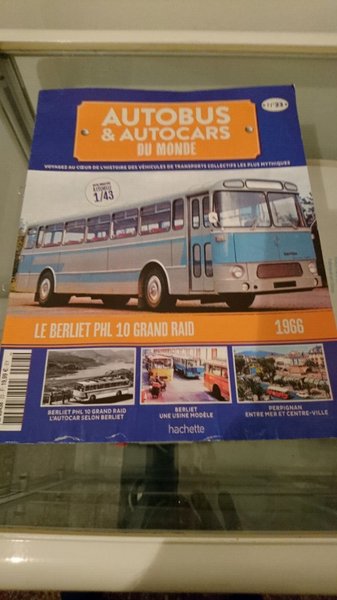 N°23
AUTOBUS
& AUTOCARS
DU MONDE
VOYAGEZ AU CŒUR DE L'HISTOIRE DES VÉHICULES DE TRANSPORTS COLLECTIFS LES PLUS MYTHIQUES
1/43
LE BERLIET PHL 10 GRAND RAID
1966
BERLIET PHL 10 GRAND RAID
L'AUTOCAR SELON BERLIET
BERLIET
UNE USINE MODÈLE
PERPIGNAN
ENTRE MER ET CENTRE-VILLE
hachette